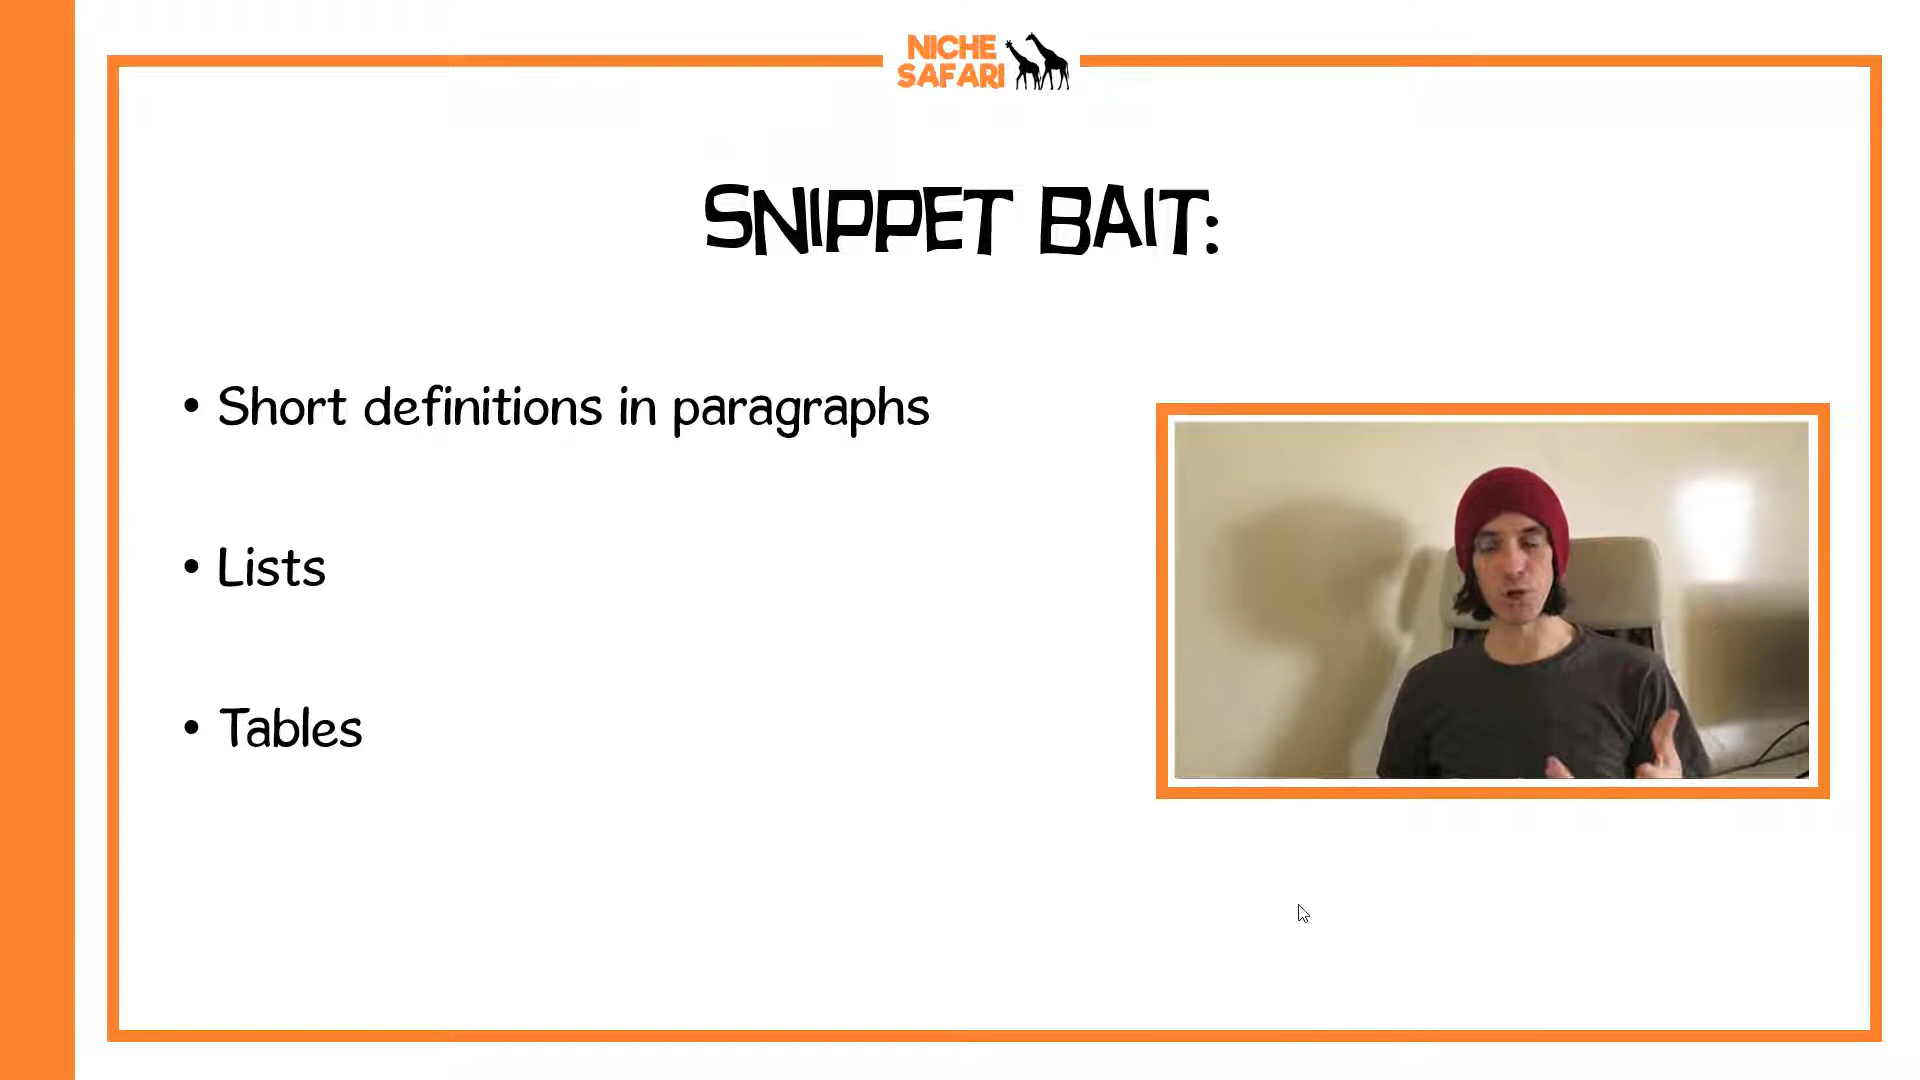 NICHE
SAFARI
SNIPPET BAIT:
• Short definitions in paragraphs
• Lists
• Tables